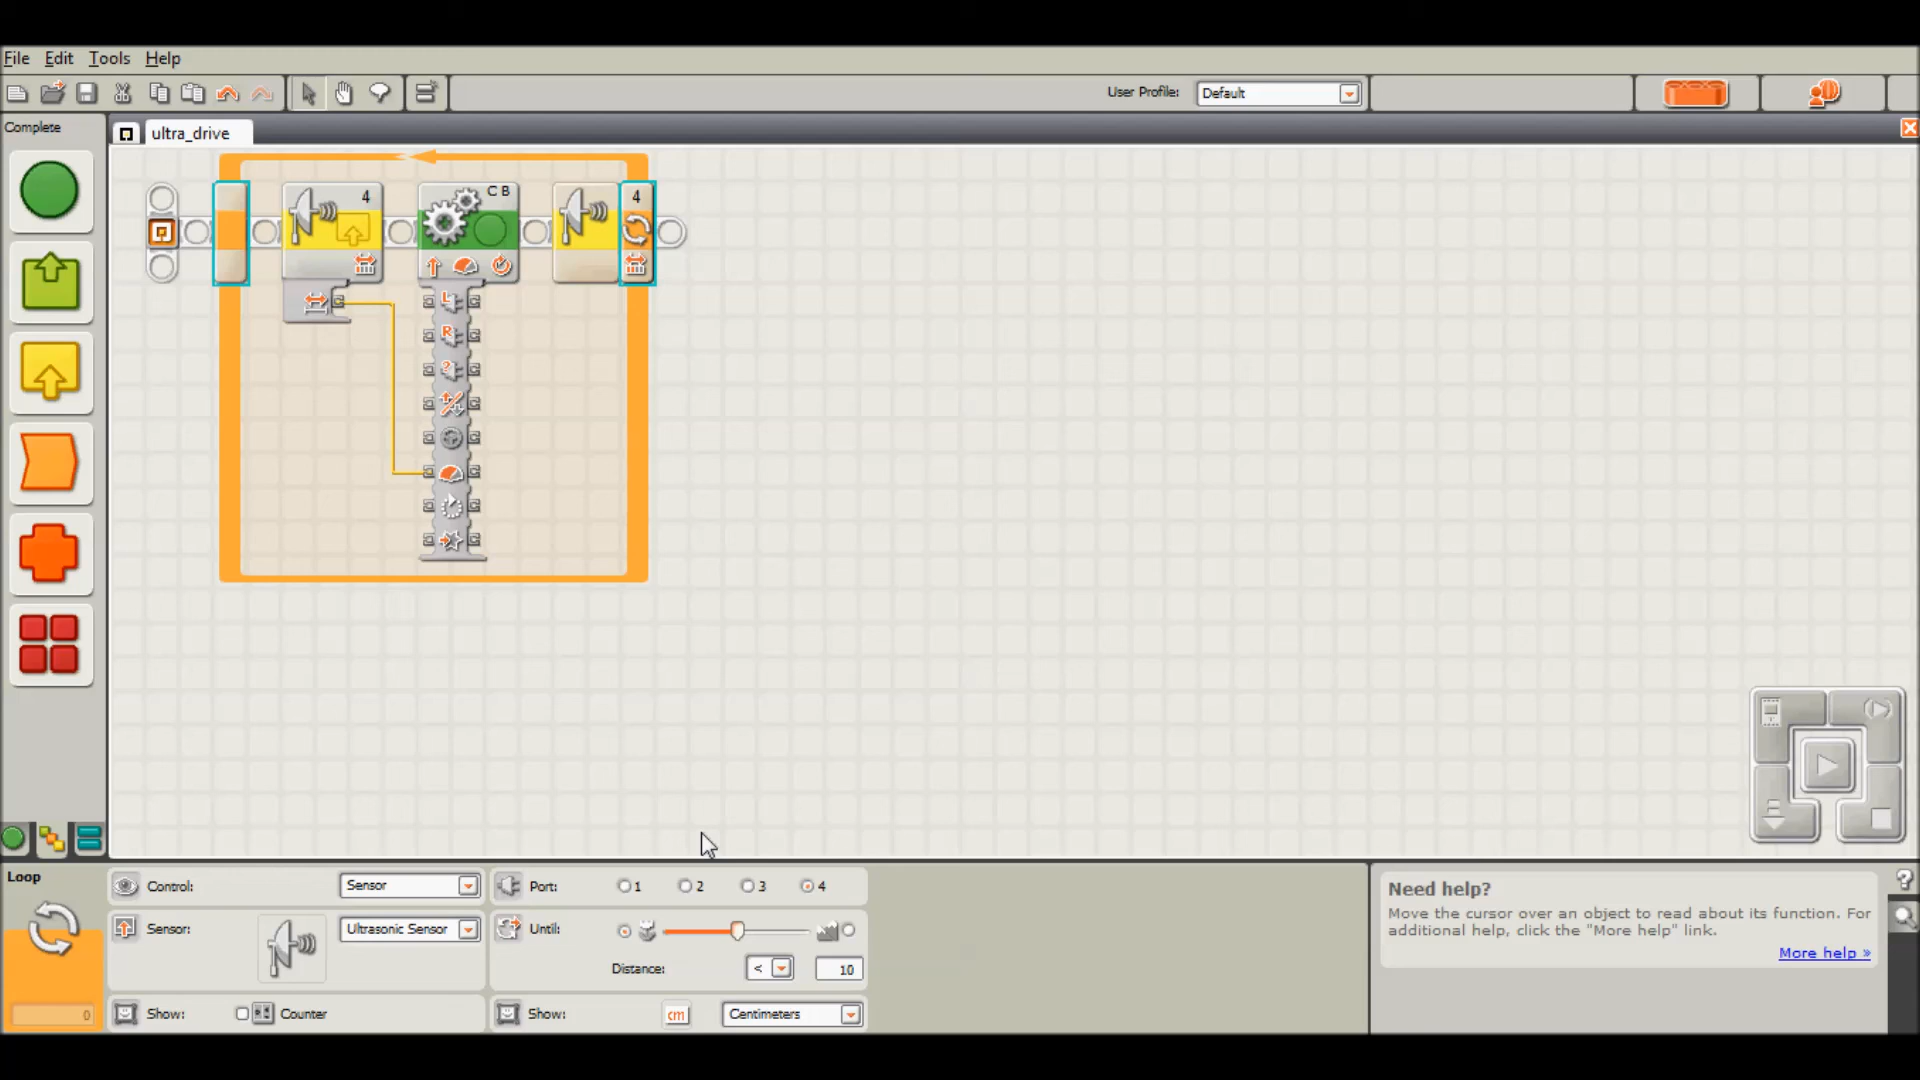 File Edit Tools Help
User Profile: Default
Complete
ultra_drive
4 C B 4
L
R
?
Loop
Control: Sensor
Port: 1 2 3 4
Sensor: Ultrasonic Sensor
Until:
Distance: < 10
Show: Counter
Show: cm Centimeters
0
Need help?
Move the cursor over an object to read about its function. For
additional help, click the "More help" link.
More help »
?